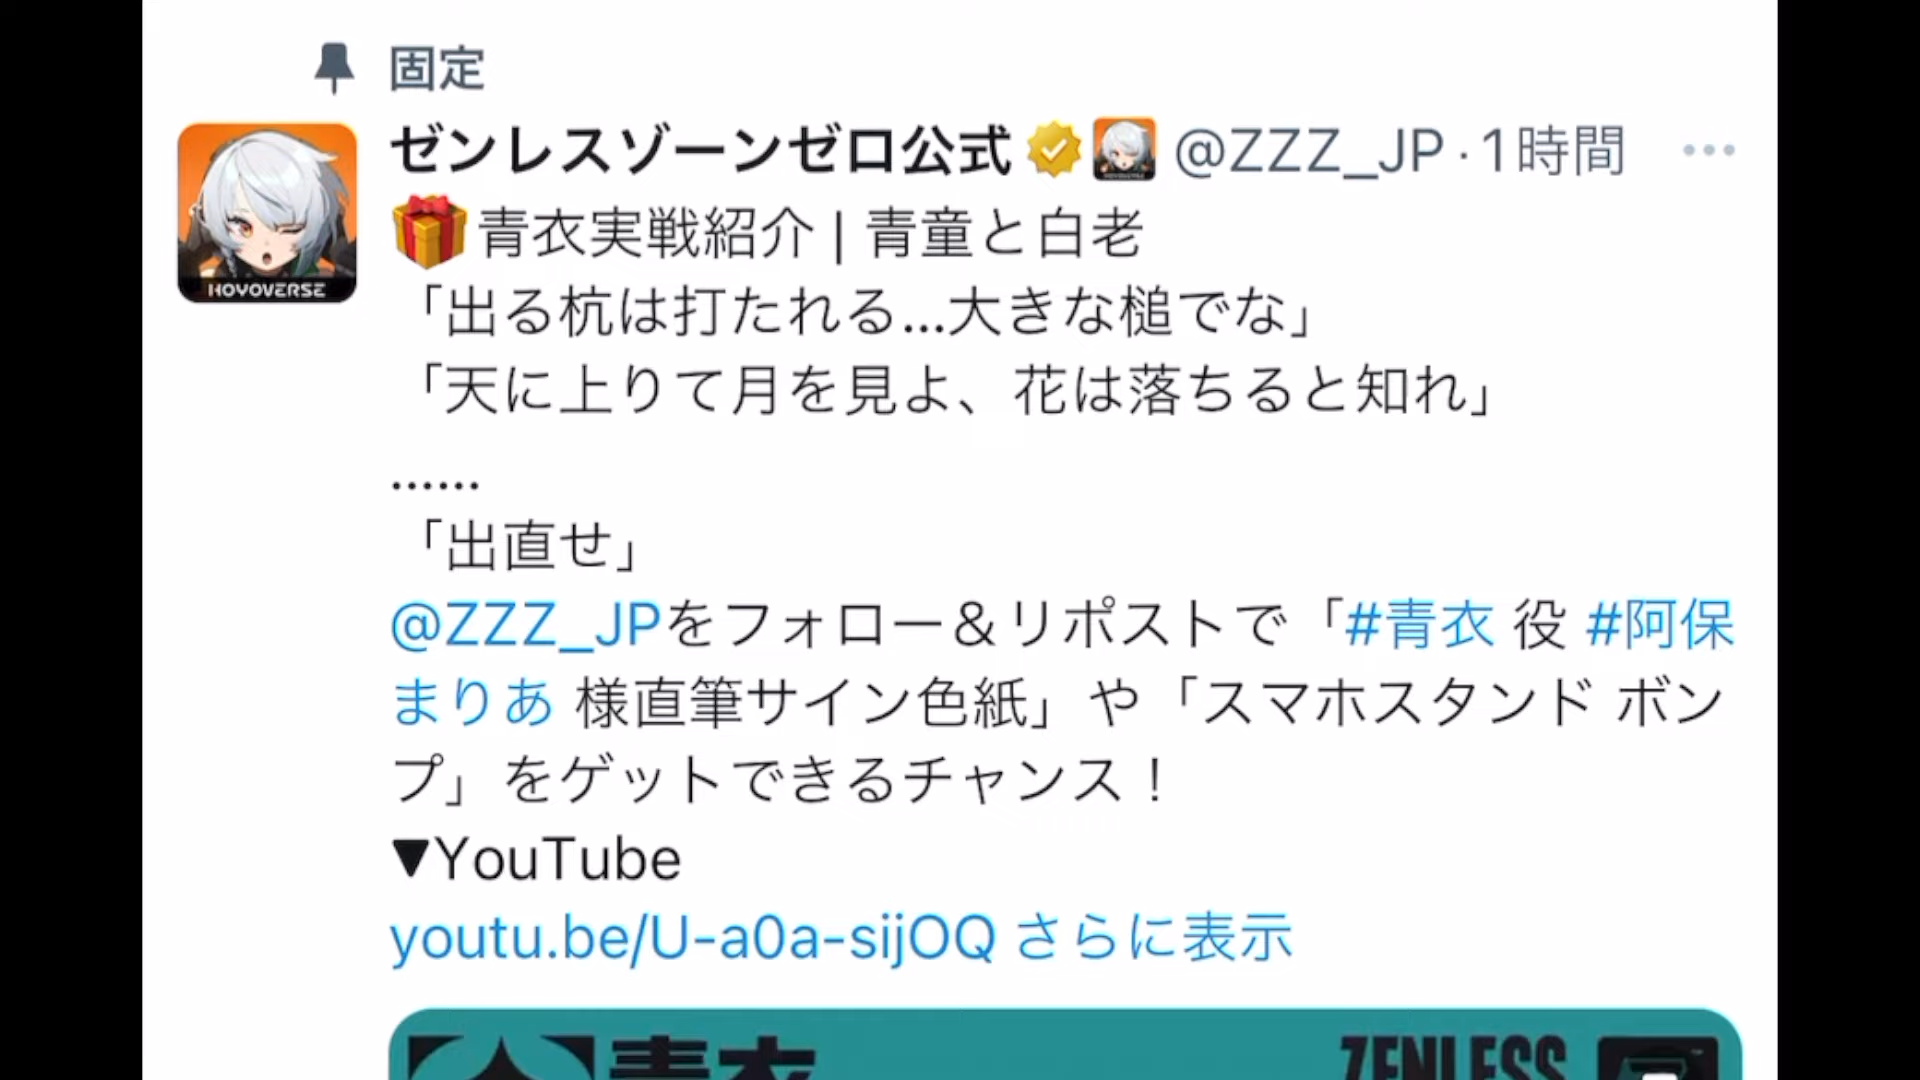 固定
ゼンレスゾーンゼロ公式 @ZZZ_JP·1時間
HOYOVERSE
🎁青衣実戦紹介 | 青童と白老
「出る杭は打たれる…大きな槌でな」
「天に上りて月を見よ、花は落ちると知れ」
……
「出直せ」
@ZZZ_JPをフォロー＆リポストで「#青衣 役 #阿保
まりあ 様直筆サイン色紙」や「スマホスタンド ボン
プ」をゲットできるチャンス！
▼YouTube
youtu.be/U-a0a-sijOQ さらに表示
青衣
ZENLESS